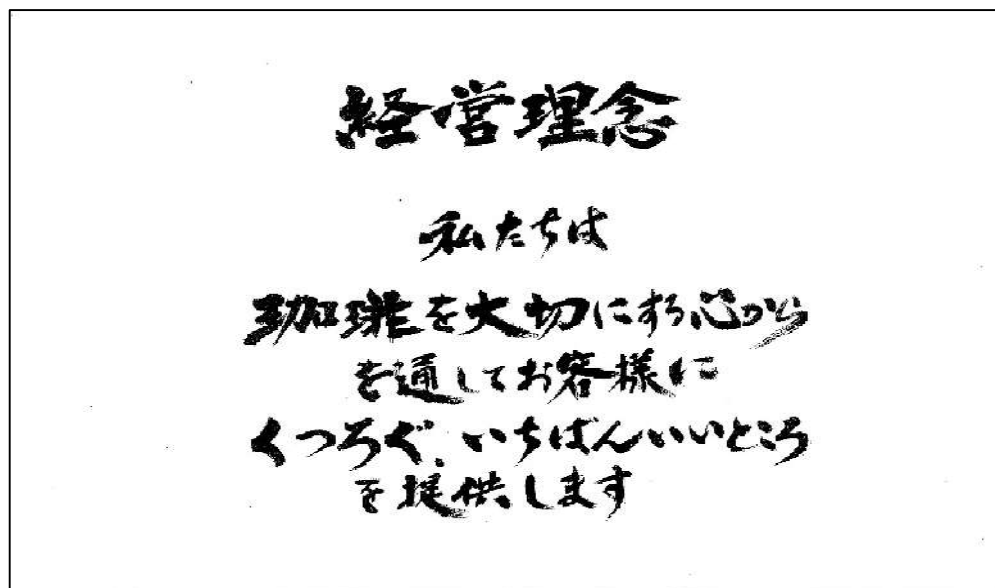 経営理念
私たちは
珈琲を大切にする心から
を通してお客様に
くつろぐ、いちばんいいところ
を提供します